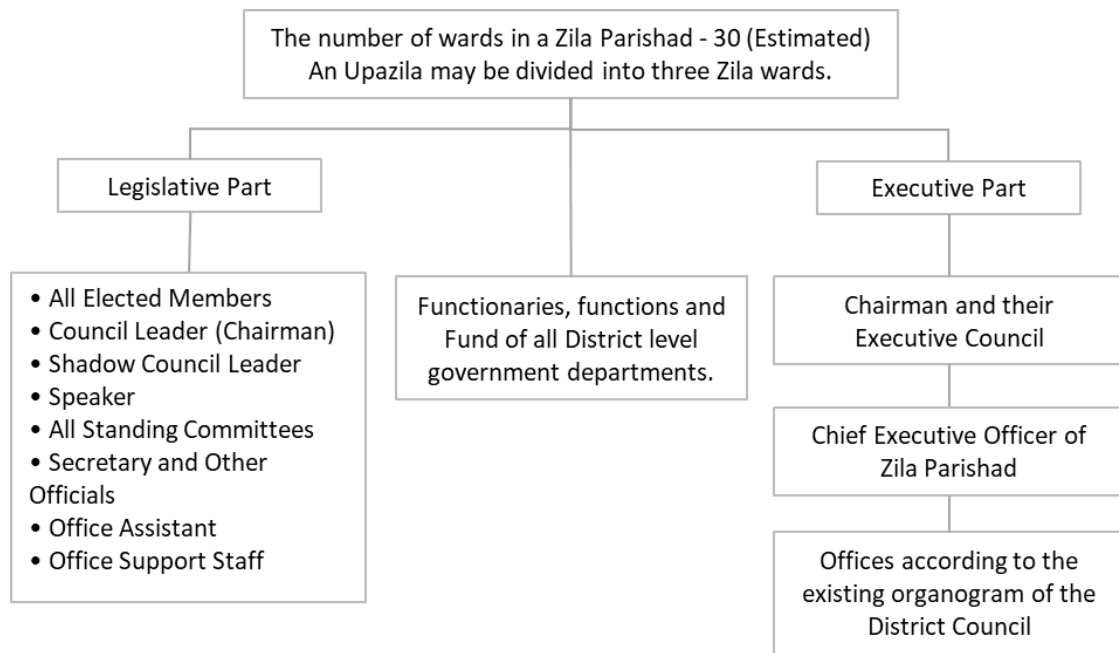 The number of wards in a Zila Parishad - 30 (Estimated)
An Upazila may be divided into three Zila wards.
Legislative Part
Executive Part
• All Elected Members
• Council Leader (Chairman)
• Shadow Council Leader
• Speaker
• All Standing Committees
• Secretary and Other
Officials
• Office Assistant
• Office Support Staff
Functionaries, functions and
Fund of all District level
government departments.
Chairman and their
Executive Council
Chief Executive Officer of
Zila Parishad
Offices according to the
existing organogram of the
District Council